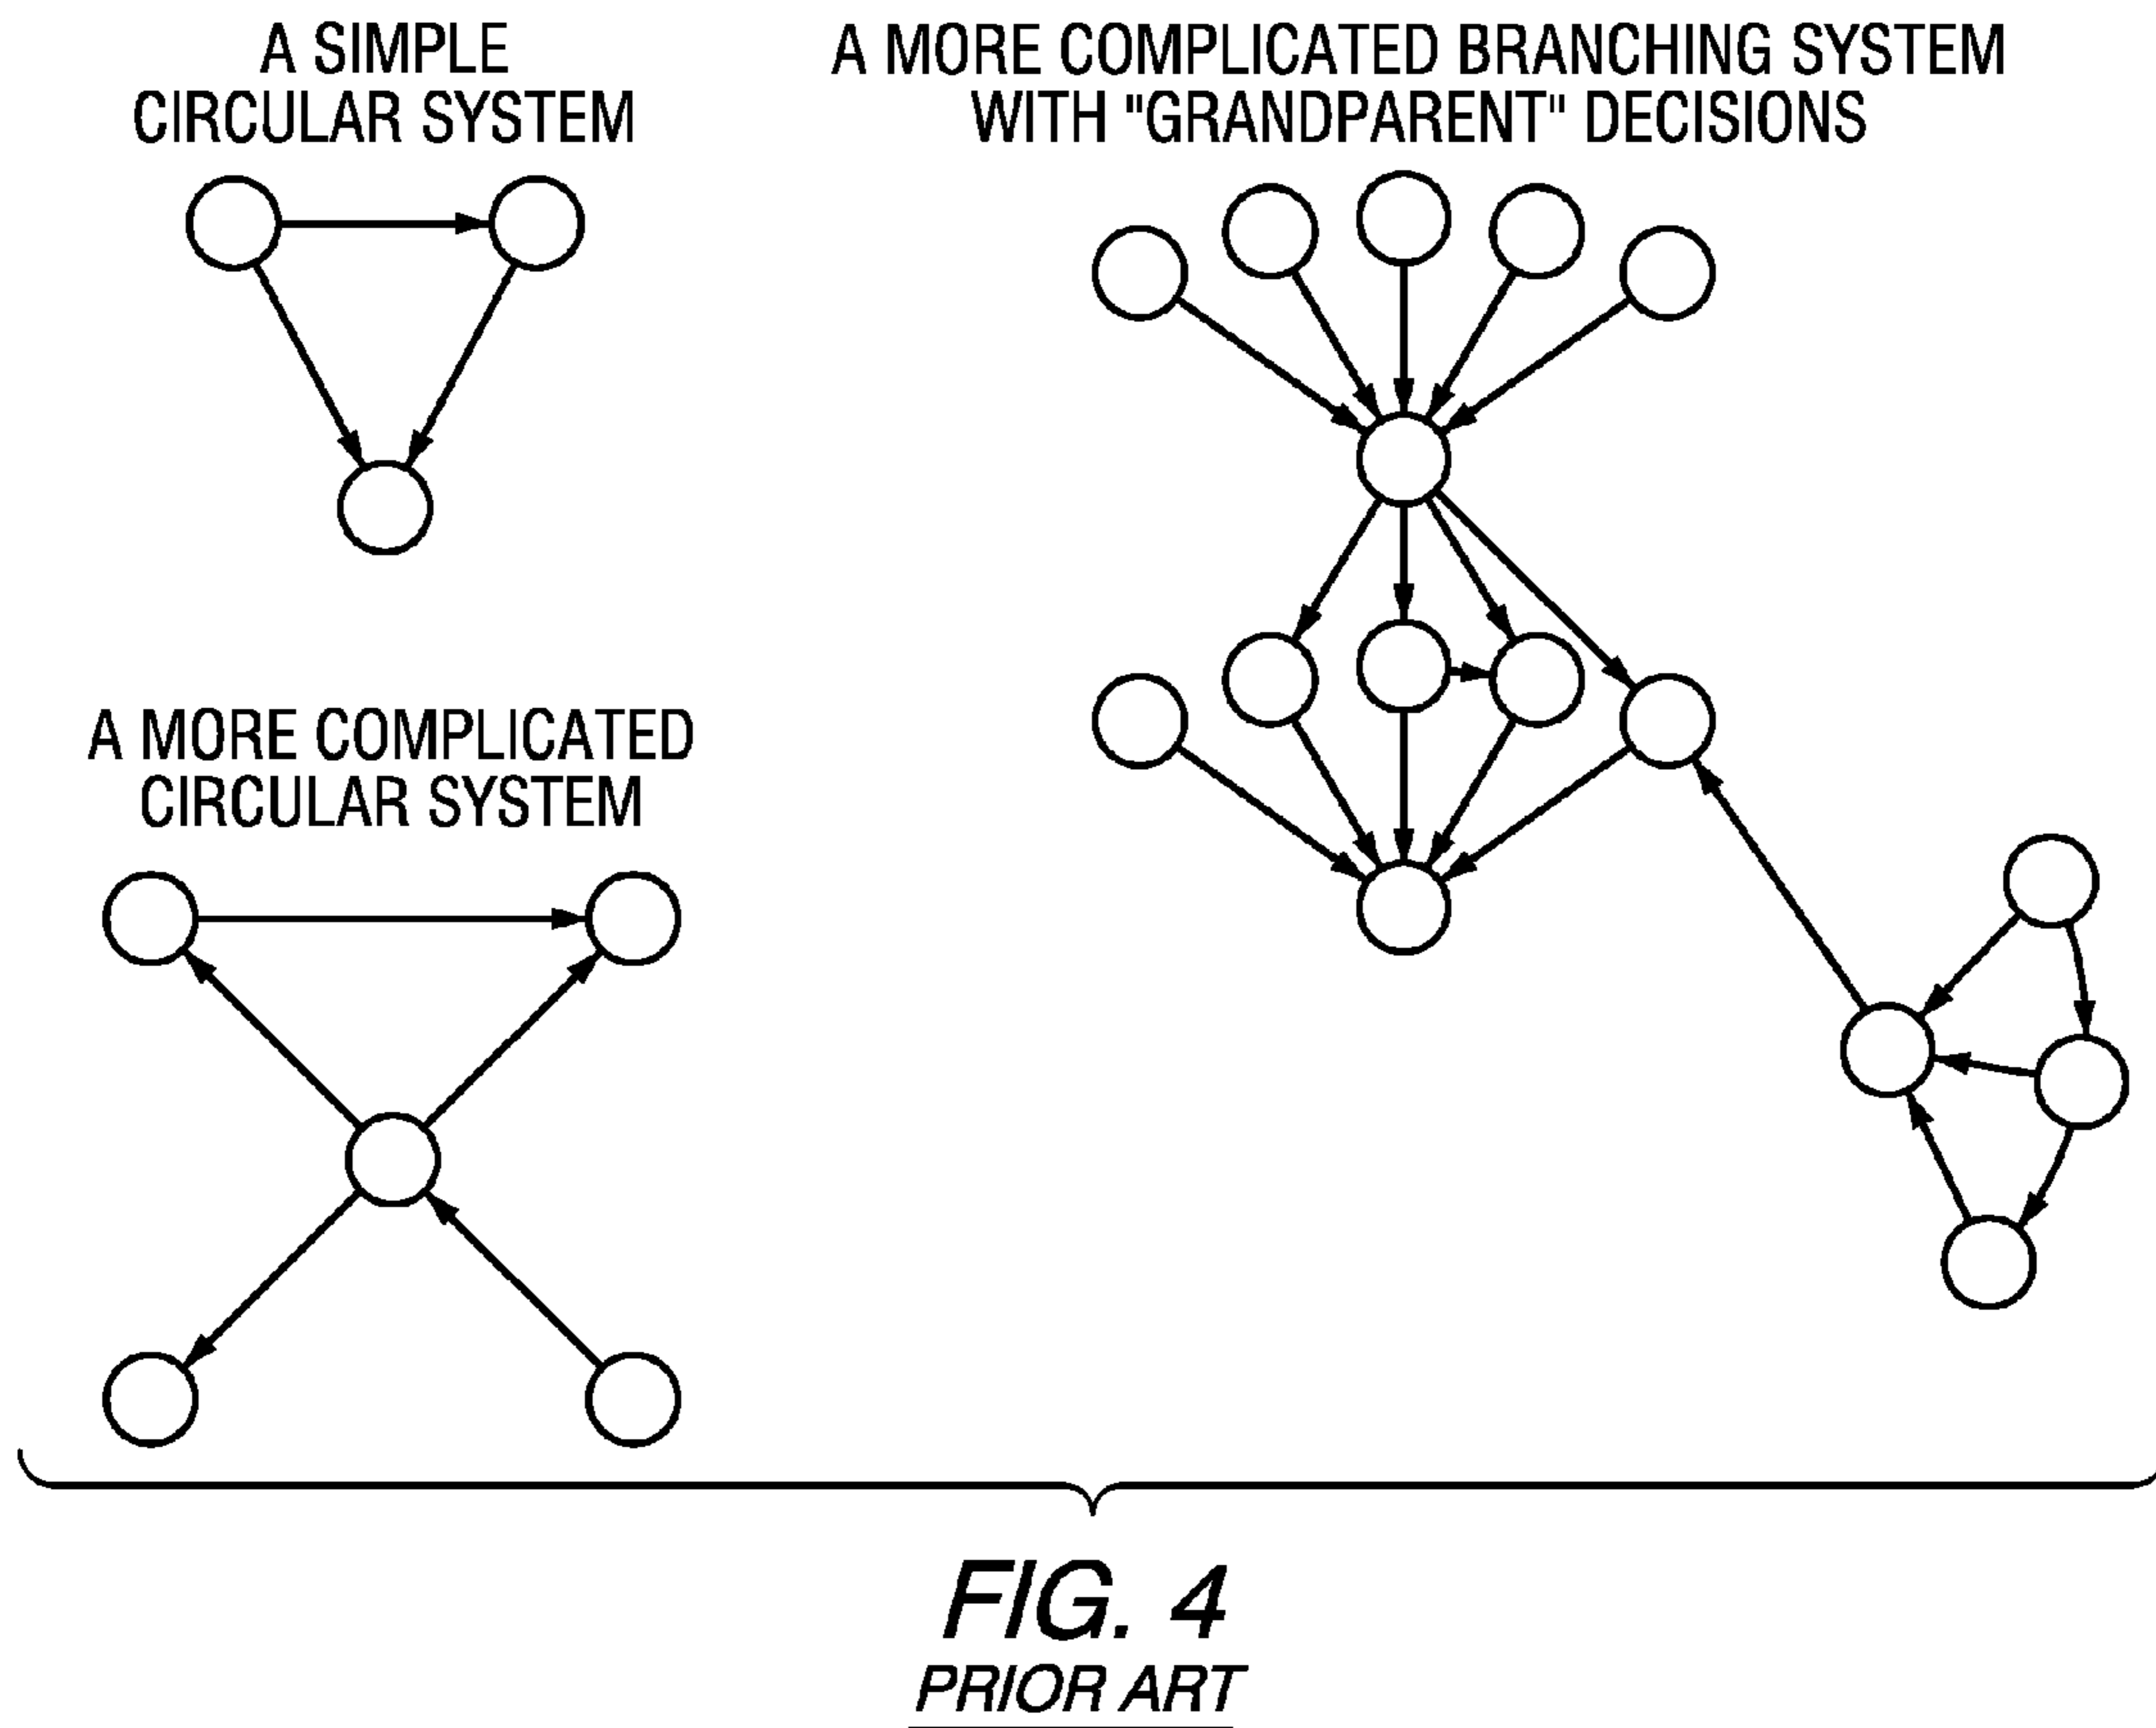 A SIMPLE
CIRCULAR SYSTEM
A MORE COMPLICATED BRANCHING SYSTEM
WITH "GRANDPARENT" DECISIONS
A MORE COMPLICATED
CIRCULAR SYSTEM
FIG. 4
PRIOR ART